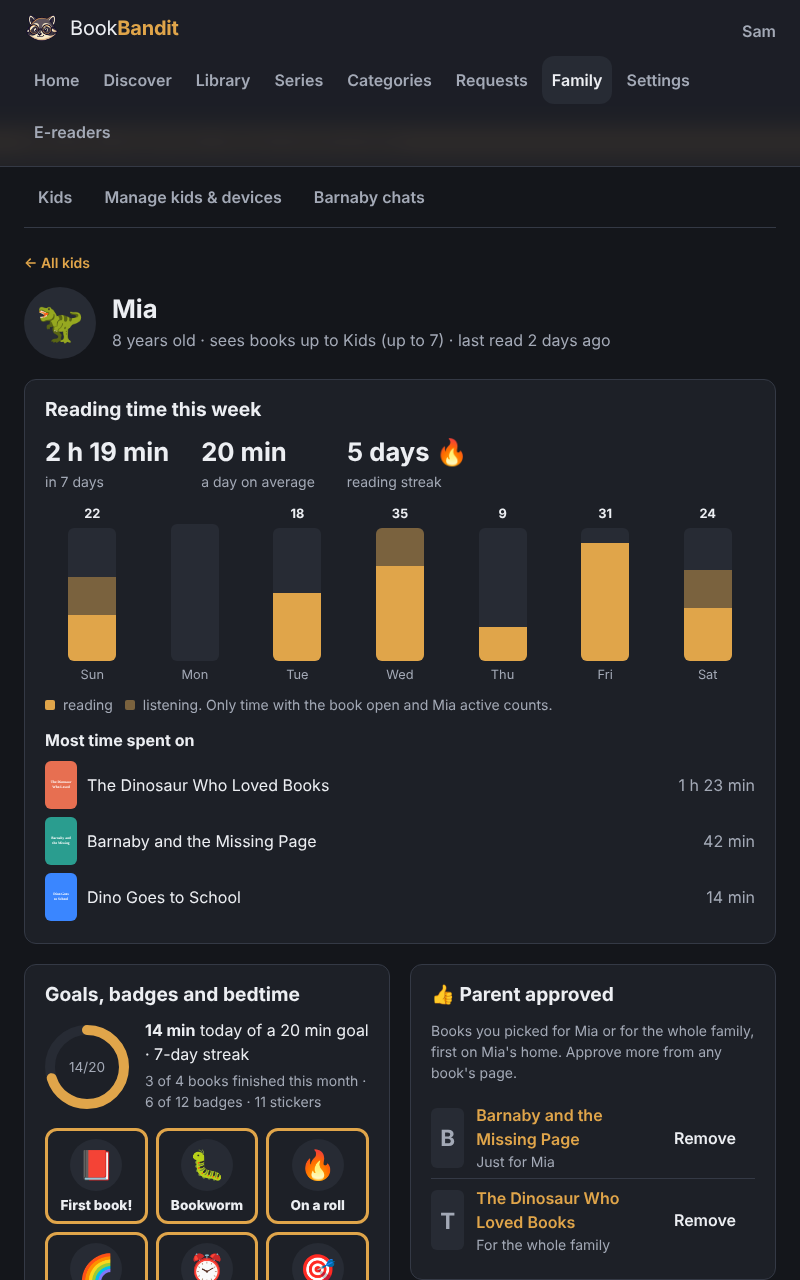 BookBandit
Sam
Home Discover Library Series Categories Requests Family Settings
E-readers
Kids Manage kids & devices Barnaby chats
← All kids
Mia
8 years old · sees books up to Kids (up to 7) · last read 2 days ago
Reading time this week
2 h 19 min 20 min 5 days 🔥
in 7 days a day on average reading streak
22 18 35 9 31 24
Sun Mon Tue Wed Thu Fri Sat
reading listening. Only time with the book open and Mia active counts.
Most time spent on
The Dinosaur Who Loved Books 1 h 23 min
Barnaby and the Missing Page 42 min
Dino Goes to School 14 min
Goals, badges and bedtime
14/20
14 min today of a 20 min goal
· 7-day streak
3 of 4 books finished this month ·
6 of 12 badges · 11 stickers
First book! Bookworm On a roll
👍 Parent approved
Books you picked for Mia or for the whole family,
first on Mia's home. Approve more from any
book's page.
B
Barnaby and the
Missing Page
Just for Mia
Remove
T
The Dinosaur Who
Loved Books
For the whole family
Remove